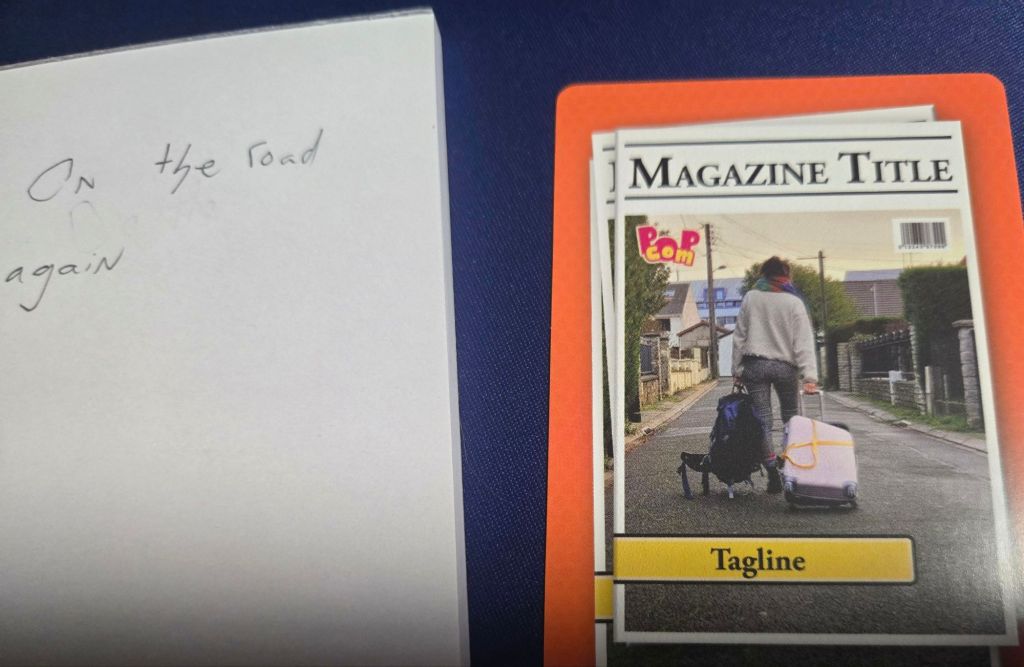 On the road
again
MAGAZINE TITLE
POP
com
Tagline